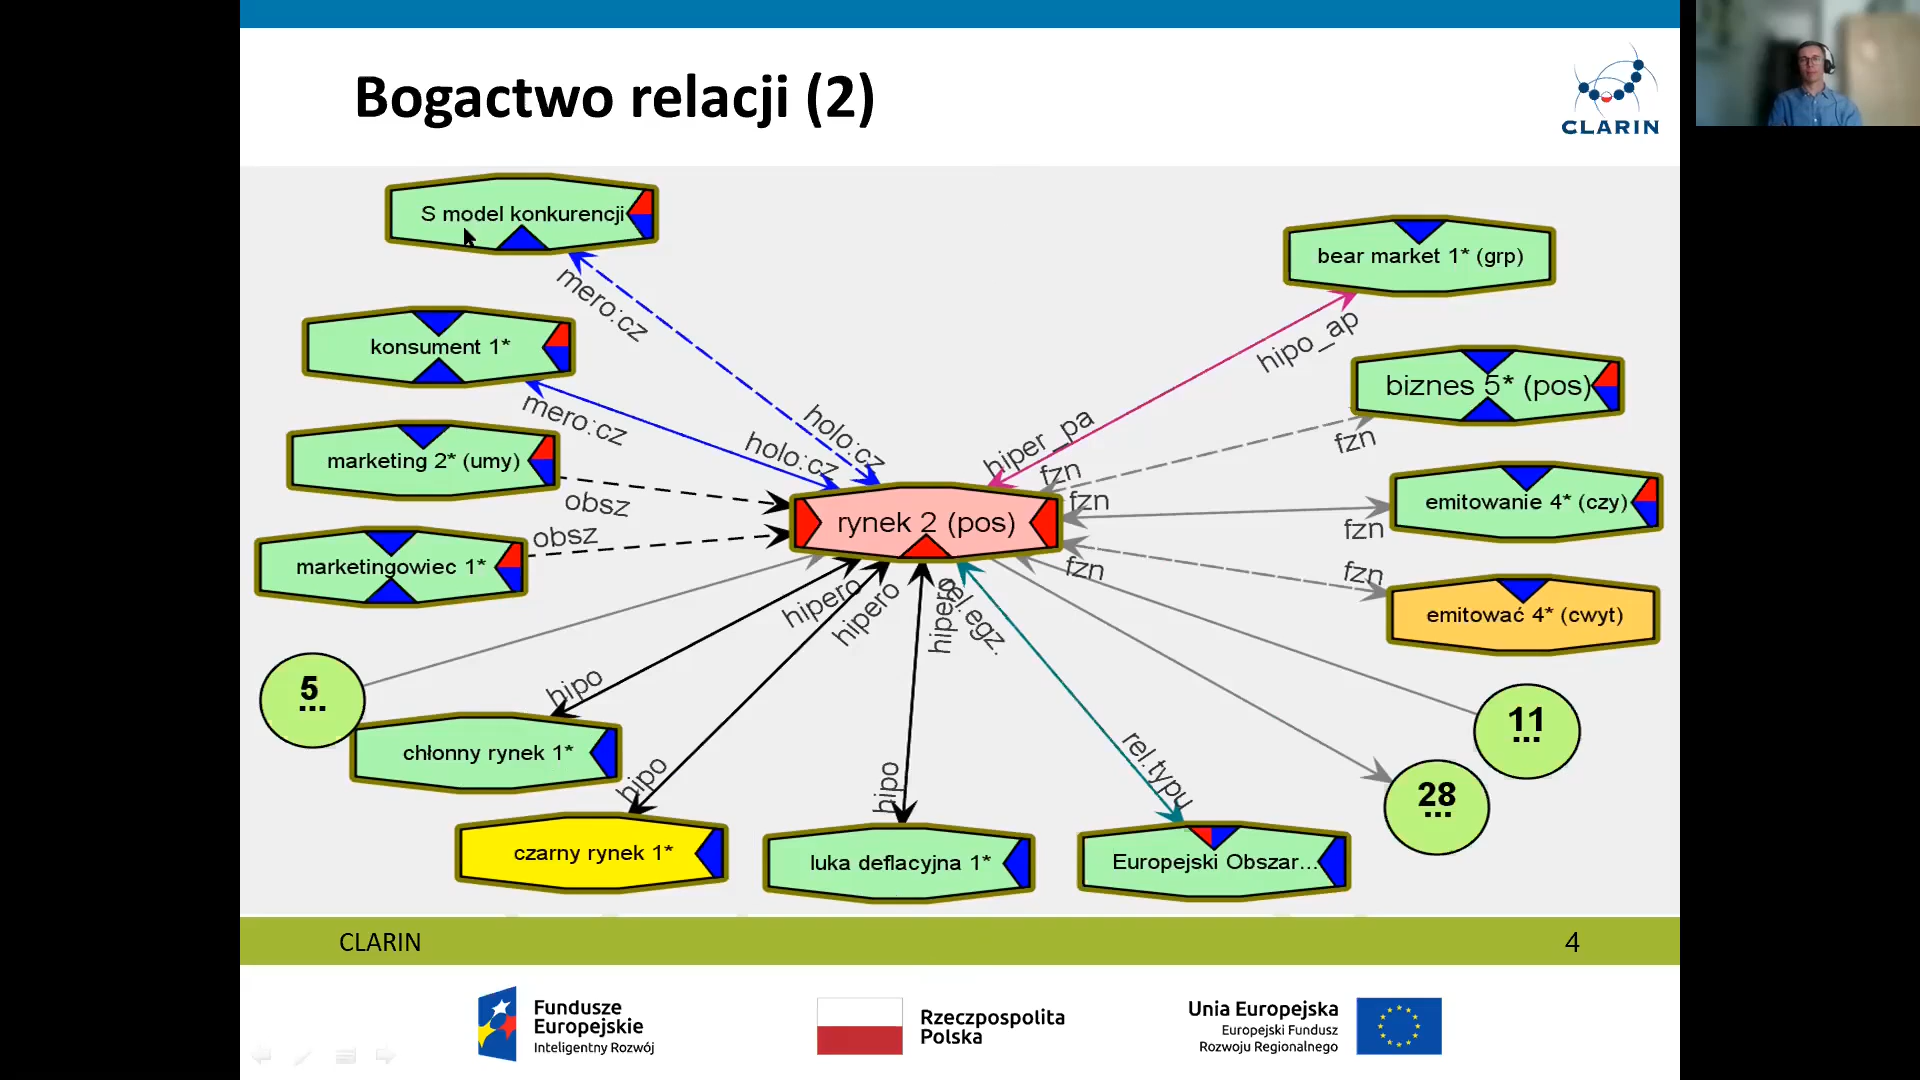 Bogactwo relacji (2)
CLARIN
S model konkurencji
bear market 1* (grp)
mero:cz
hipo_ap
konsument 1*
biznes 5* (pos)
mero:cz
holo:cz
holo:cz
hiper_pa
fzn
fzn
marketing 2* (umy)
obsz
fzn
emitowanie 4* (czy)
fzn
rynek 2 (pos)
obsz
marketingowiec 1*
fzn
fzn
emitować 4* (cwyt)
hipero
hipero
hipero
rel.egz.
5
...
hipo
11
...
chłonny rynek 1*
hipo
hipo
rel.typu
28
...
czarny rynek 1*
luka deflacyjna 1*
Europejski Obszar...
CLARIN
4
Fundusze
Europejskie
Inteligentny Rozwój
Rzeczpospolita
Polska
Unia Europejska
Europejski Fundusz
Rozwoju Regionalnego